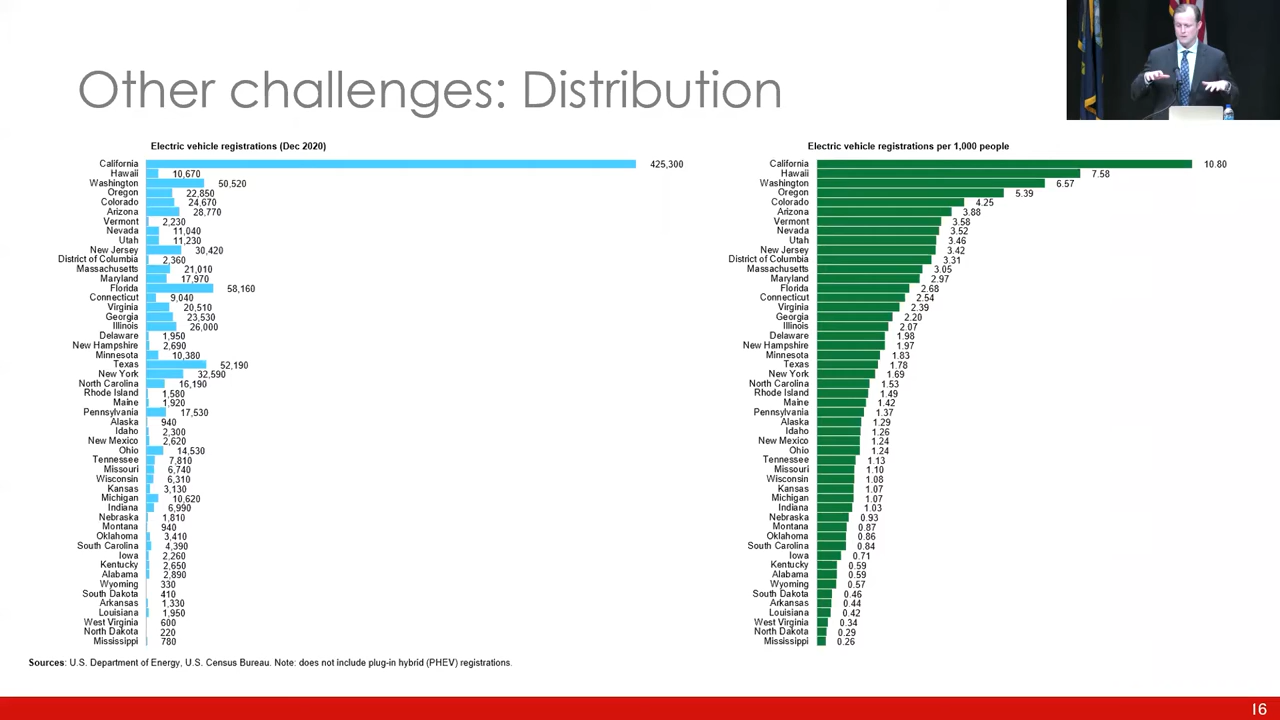 Other challenges: Distribution
Electric vehicle registrations (Dec 2020)
California 425,300
Hawaii 10,670
Washington 50,520
Oregon 22,850
Colorado 24,670
Arizona 28,770
Vermont 2,230
Nevada 11,040
Utah 11,230
New Jersey 30,420
District of Columbia 2,360
Massachusetts 21,010
Maryland 17,970
Florida 58,160
Connecticut 9,040
Virginia 20,510
Georgia 23,530
Illinois 26,000
Delaware 1,950
New Hampshire 2,690
Minnesota 10,380
Texas 52,190
New York 32,590
North Carolina 16,190
Rhode Island 1,580
Maine 1,920
Pennsylvania 17,530
Alaska 940
Idaho 2,300
New Mexico 2,620
Ohio 14,530
Tennessee 7,810
Missouri 6,740
Wisconsin 6,310
Kansas 3,130
Michigan 10,620
Indiana 6,990
Nebraska 1,810
Montana 940
Oklahoma 3,410
South Carolina 4,390
Iowa 2,260
Kentucky 2,650
Alabama 2,890
Wyoming 330
South Dakota 410
Arkansas 1,330
Louisiana 1,950
West Virginia 600
North Dakota 220
Mississippi 780
Electric vehicle registrations per 1,000 people
California 10.80
Hawaii 7.58
Washington 6.57
Oregon 5.39
Colorado 4.25
Arizona 3.88
Vermont 3.58
Nevada 3.52
Utah 3.46
New Jersey 3.42
District of Columbia 3.31
Massachusetts 3.05
Maryland 2.97
Florida 2.68
Connecticut 2.54
Virginia 2.39
Georgia 2.20
Illinois 2.07
Delaware 1.98
New Hampshire 1.97
Minnesota 1.83
Texas 1.78
New York 1.69
North Carolina 1.53
Rhode Island 1.49
Maine 1.42
Pennsylvania 1.37
Alaska 1.29
Idaho 1.26
New Mexico 1.24
Ohio 1.24
Tennessee 1.13
Missouri 1.10
Wisconsin 1.08
Kansas 1.07
Michigan 1.07
Indiana 1.03
Nebraska 0.93
Montana 0.87
Oklahoma 0.86
South Carolina 0.84
Iowa 0.71
Kentucky 0.59
Alabama 0.59
Wyoming 0.57
South Dakota 0.46
Arkansas 0.44
Louisiana 0.42
West Virginia 0.34
North Dakota 0.29
Mississippi 0.26
Sources: U.S. Department of Energy, U.S. Census Bureau. Note: does not include plug-in hybrid (PHEV) registrations.
16